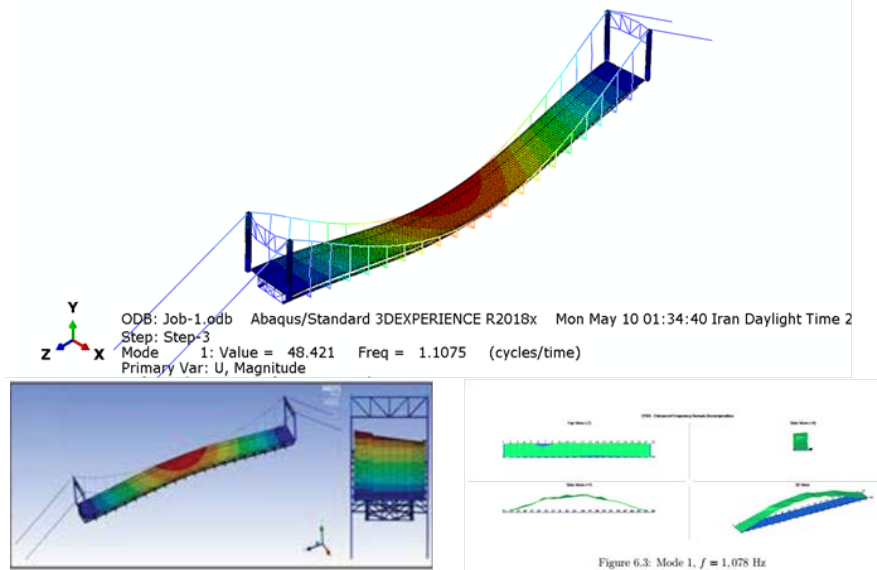 Y
Z
X
ODB: Job-1.odb    Abaqus/Standard 3DEXPERIENCE R2018x    Mon May 10 01:34:40 Iran Daylight Time 2
Step: Step-3
Mode        1: Value =   48.421    Freq =   1.1075    (cycles/time)
Primary Var: U, Magnitude
Figure 6.3: Mode 1, f = 1,078 Hz